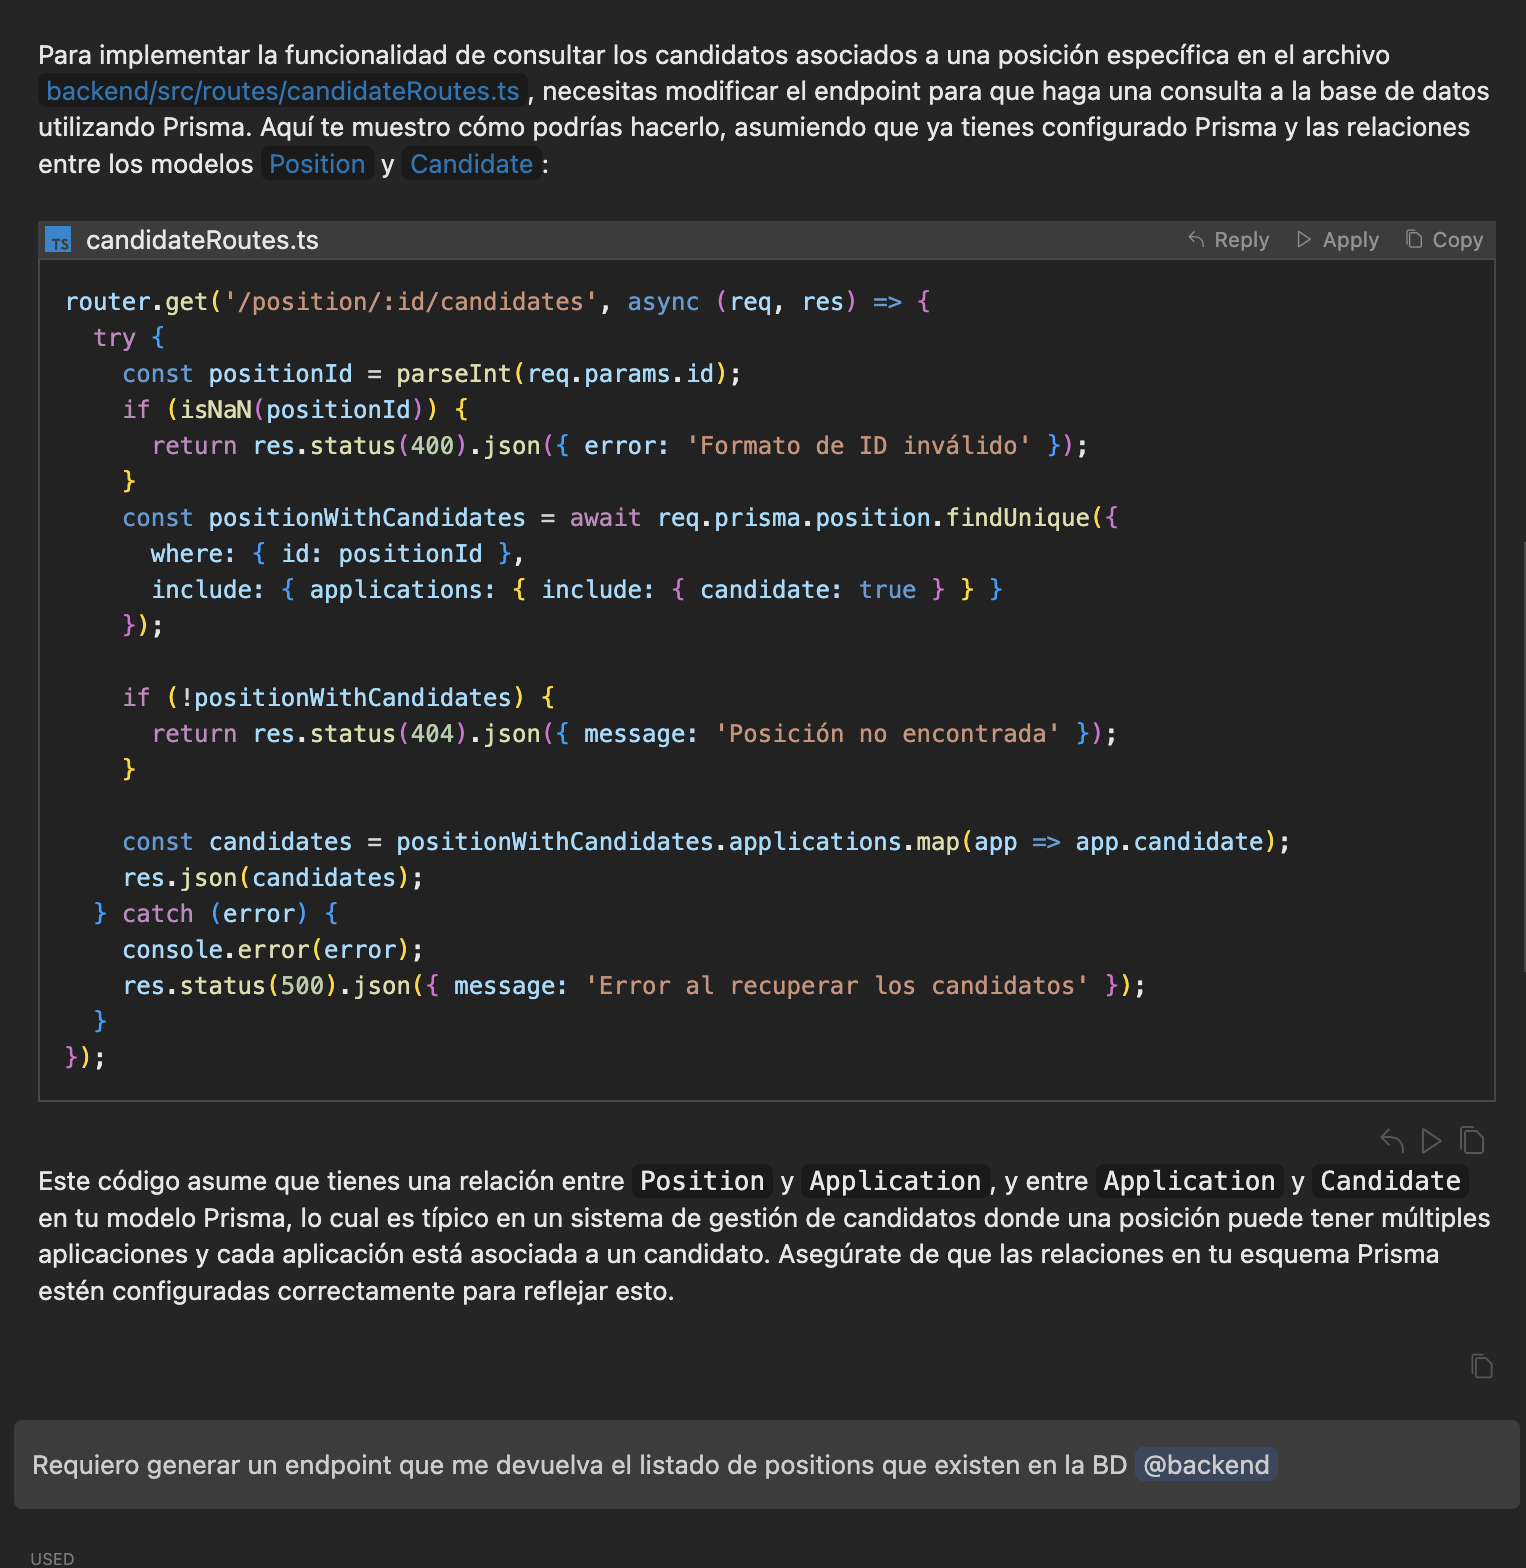 Para implementar la funcionalidad de consultar los candidatos asociados a una posición específica en el archivo
backend/src/routes/candidateRoutes.ts , necesitas modificar el endpoint para que haga una consulta a la base de datos
utilizando Prisma. Aquí te muestro cómo podrías hacerlo, asumiendo que ya tienes configurado Prisma y las relaciones
entre los modelos Position y Candidate :
TS candidateRoutes.ts Reply Apply Copy
router.get('/position/:id/candidates', async (req, res) => {
  try {
    const positionId = parseInt(req.params.id);
    if (isNaN(positionId)) {
      return res.status(400).json({ error: 'Formato de ID inválido' });
    }
    const positionWithCandidates = await req.prisma.position.findUnique({
      where: { id: positionId },
      include: { applications: { include: { candidate: true } } }
    });
    if (!positionWithCandidates) {
      return res.status(404).json({ message: 'Posición no encontrada' });
    }
    const candidates = positionWithCandidates.applications.map(app => app.candidate);
    res.json(candidates);
  } catch (error) {
    console.error(error);
    res.status(500).json({ message: 'Error al recuperar los candidatos' });
  }
});
Este código asume que tienes una relación entre Position y Application , y entre Application y Candidate
en tu modelo Prisma, lo cual es típico en un sistema de gestión de candidatos donde una posición puede tener múltiples
aplicaciones y cada aplicación está asociada a un candidato. Asegúrate de que las relaciones en tu esquema Prisma
estén configuradas correctamente para reflejar esto.
Requiero generar un endpoint que me devuelva el listado de positions que existen en la BD @backend
USED